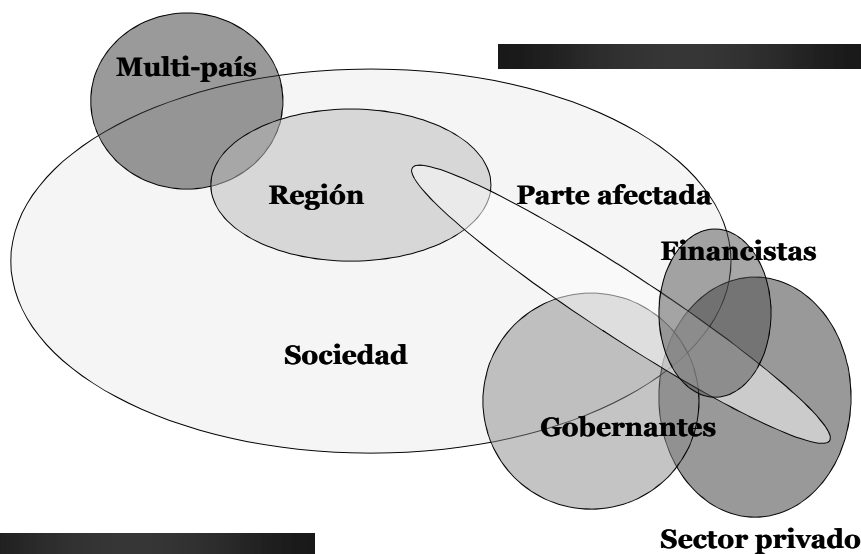 Multi-país
Región
Parte afectada
Financistas
Sociedad
Gobernantes
Sector privado